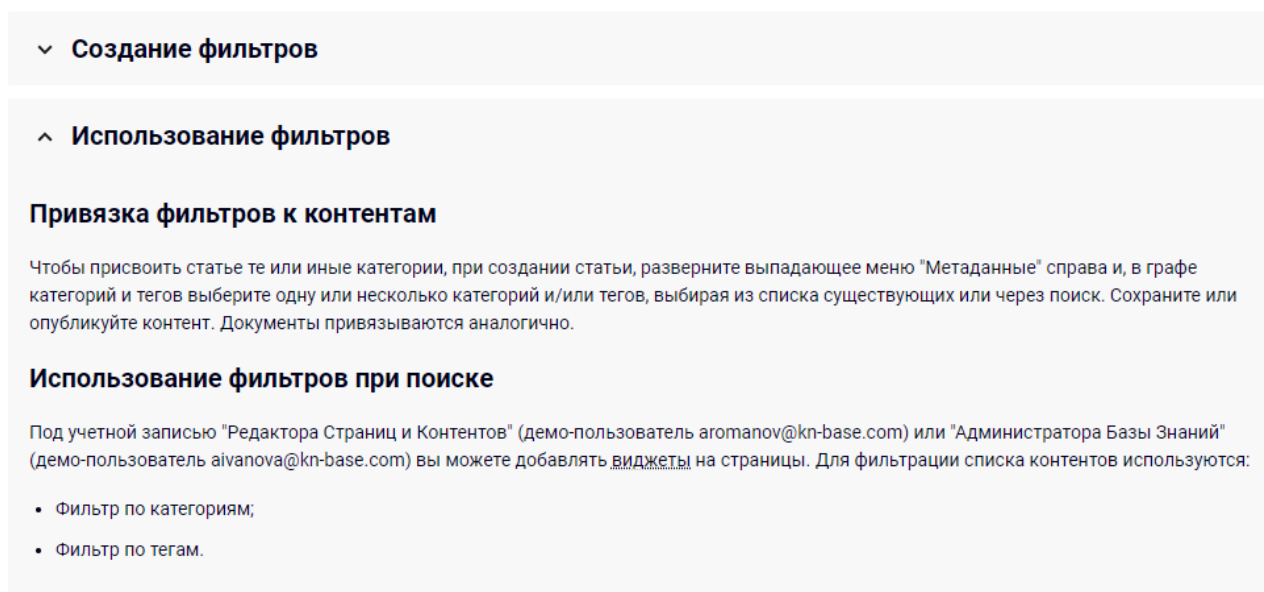 Создание фильтров
Использование фильтров
Привязка фильтров к контентам
Чтобы присвоить статье те или иные категории, при создании статьи, разверните выпадающее меню "Метаданные" справа и, в графе
категорий и тегов выберите одну или несколько категорий и/или тегов, выбирая из списка существующих или через поиск. Сохраните или
опубликуйте контент. Документы привязываются аналогично.
Использование фильтров при поиске
Под учетной записью "Редактора Страниц и Контентов" (демо-пользователь aromanov@kn-base.com) или "Администратора Базы Знаний"
(демо-пользователь aivanova@kn-base.com) вы можете добавлять виджеты на страницы. Для фильтрации списка контентов используются:
• Фильтр по категориям;
• Фильтр по тегам.